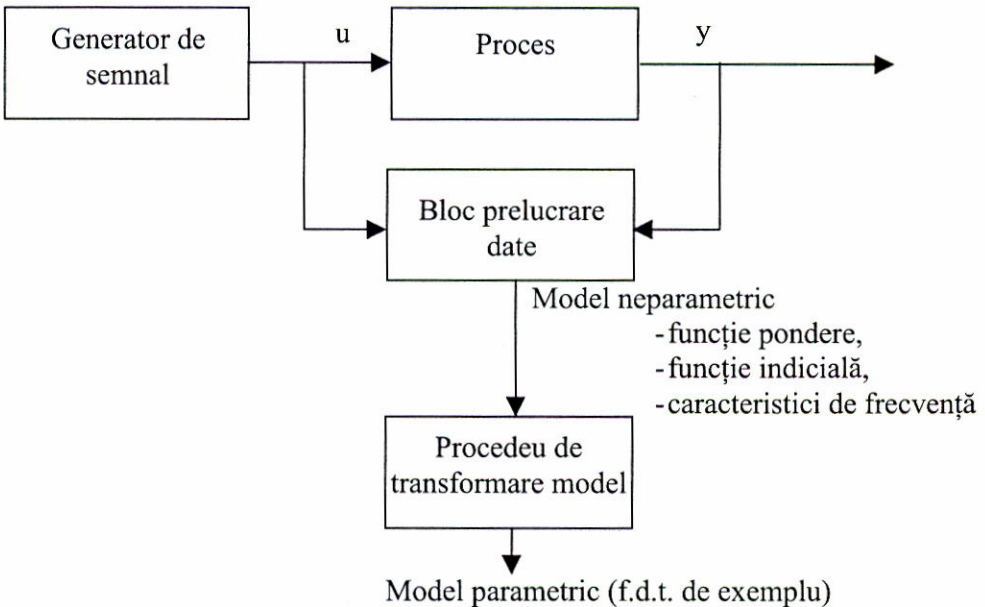 Generator de
semnal
u
Proces
y
Bloc prelucrare
date
Model neparametric
-funcție pondere,
-funcție indicială,
-caracteristici de frecvență
Procedeu de
transformare model
Model parametric (f.d.t. de exemplu)